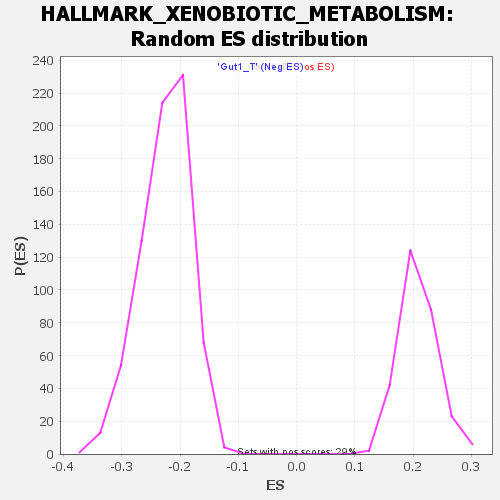 HALLMARK_XENOBIOTIC_METABOLISM:
Random ES distribution
'Gut1_T' (Neg ES)os ES)
240
220
200
180
160
140
120
100
80
60
40
20
0
P(ES)
Sets with pos scores: 29%
-0.4 -0.3 -0.2 -0.1 0.0 0.1 0.2 0.3
ES